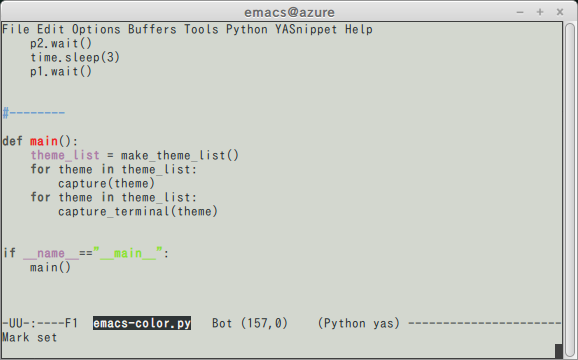 emacs@azure
File Edit Options Buffers Tools Python YASnippet Help
    p2.wait()
    time.sleep(3)
    p1.wait()
#--------
def main():
    theme_list = make_theme_list()
    for theme in theme_list:
        capture(theme)
    for theme in theme_list:
        capture_terminal(theme)
if __name__=="__main__":
    main()
-UU-:----F1  emacs-color.py   Bot (157,0)    (Python yas) ----------------------
Mark set